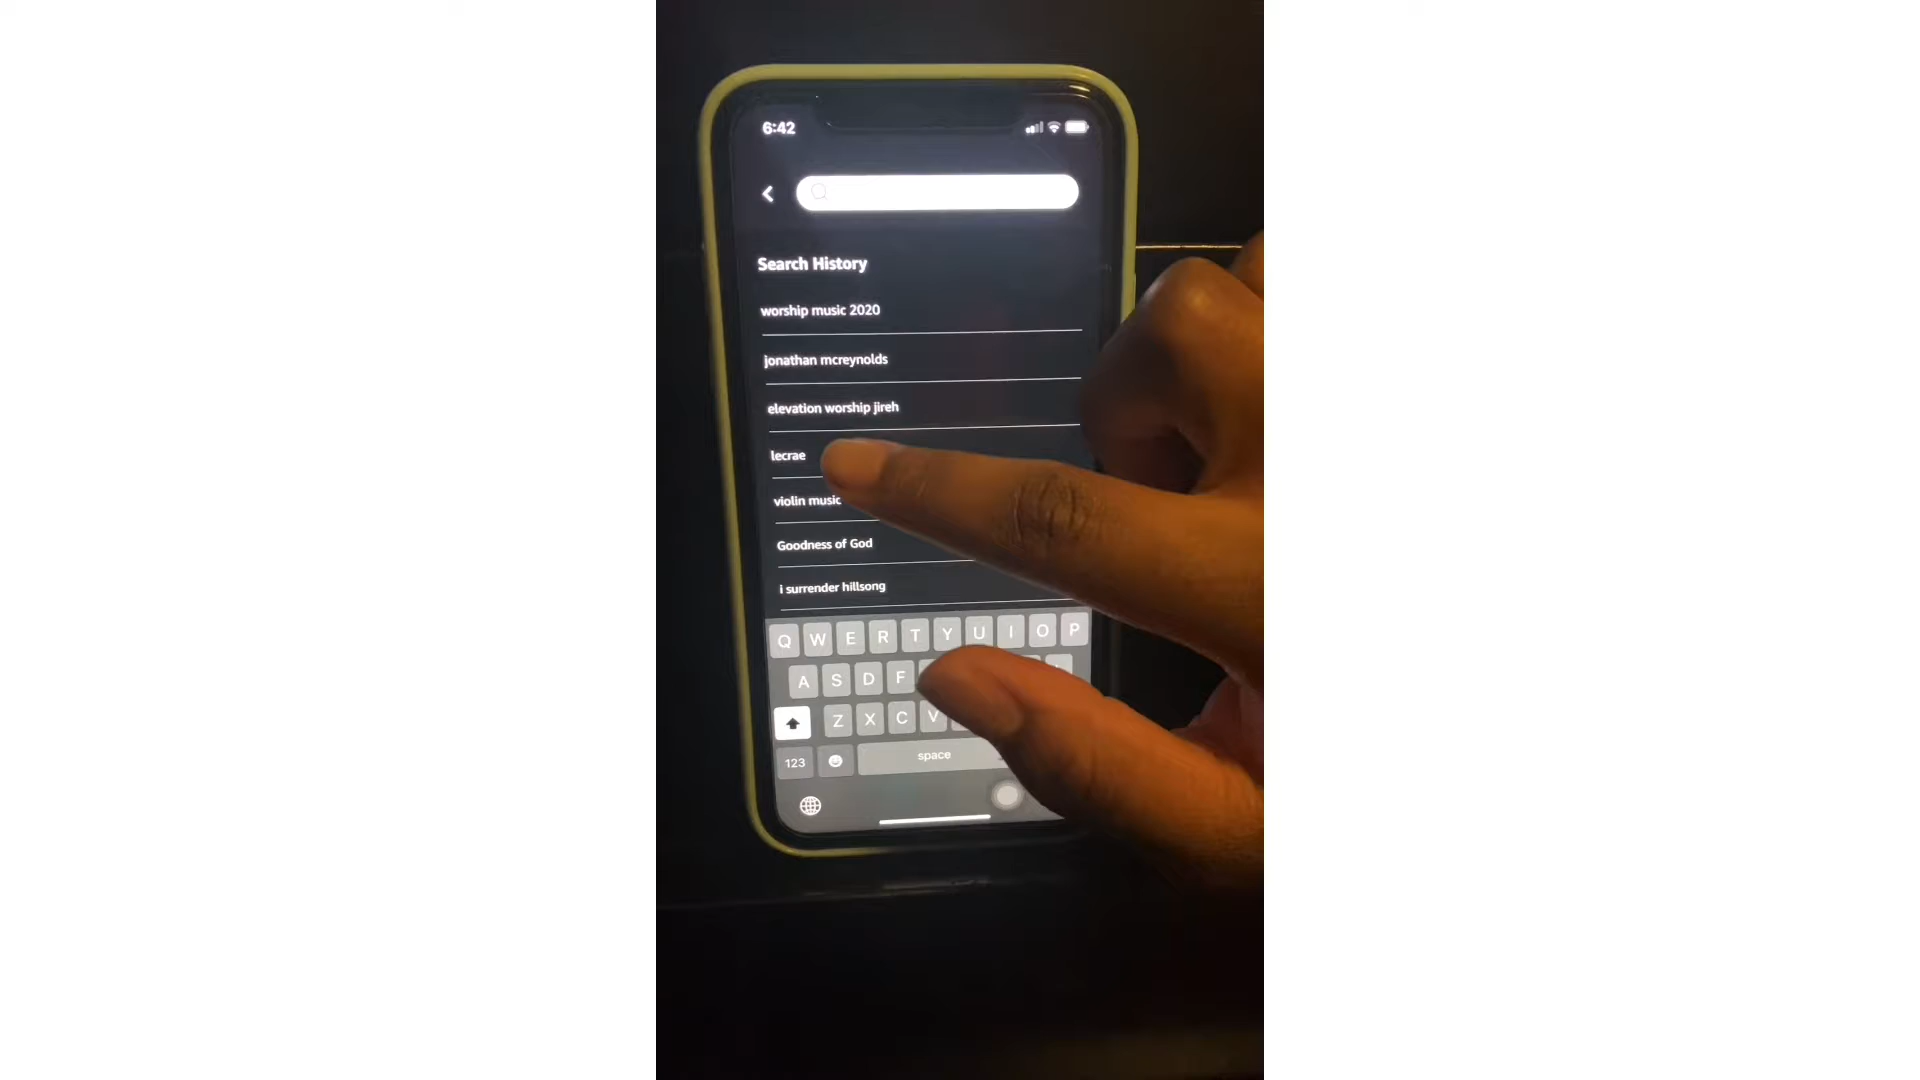 6:42
Search History
worship music 2020
jonathan mcreynolds
elevation worship jireh
lecrae
violin music
Goodness of God
i surrender hillsong
Q W E R T Y U I O P
A S D F
Z X C V
123 space